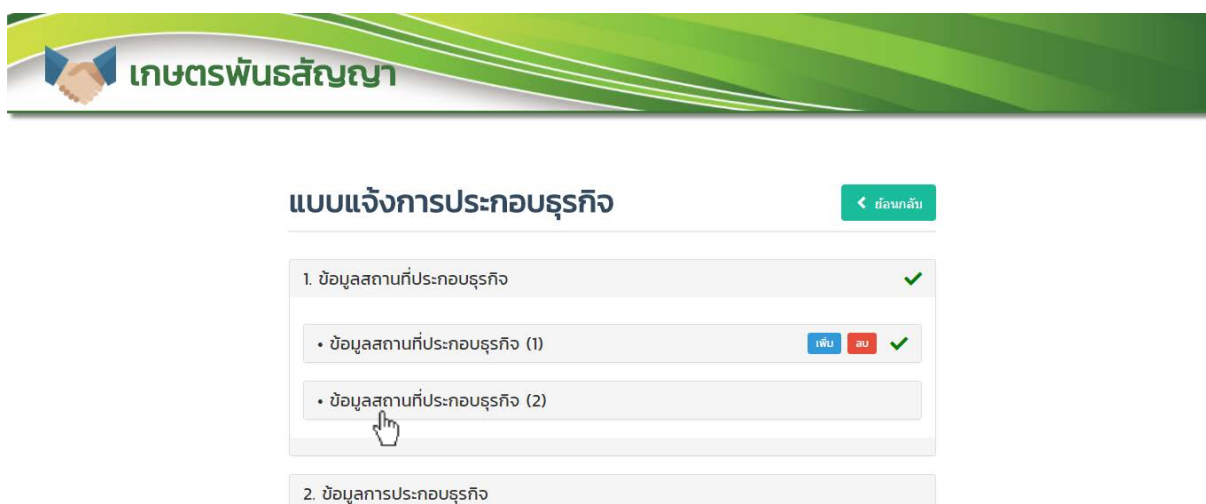 เกษตรพันธสัญญา
แบบแจ้งการประกอบธุรกิจ
ย้อนกลับ
1. ข้อมูลสถานที่ประกอบธุรกิจ
• ข้อมูลสถานที่ประกอบธุรกิจ (1)
เพิ่ม ลบ
• ข้อมูลสถานที่ประกอบธุรกิจ (2)
2. ข้อมูลการประกอบธุรกิจ